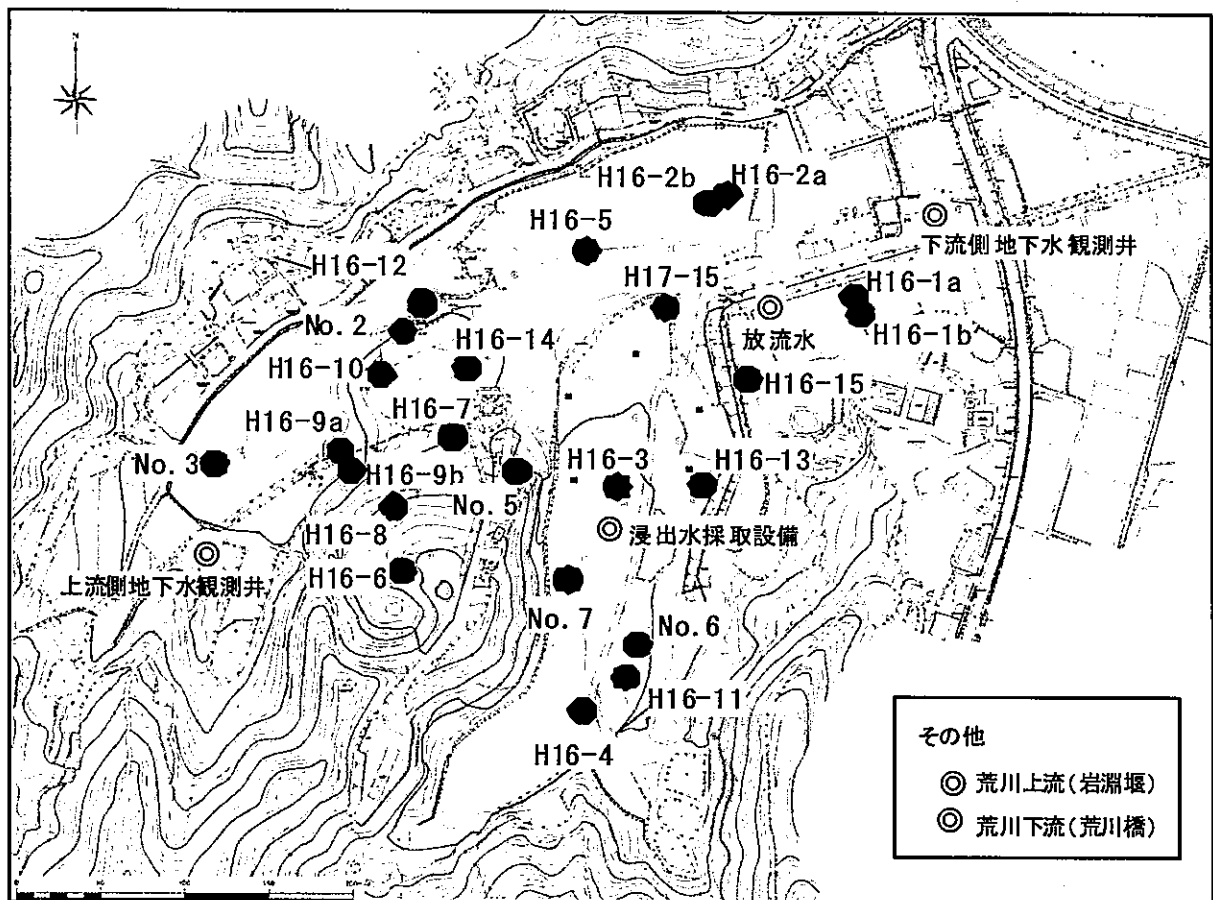 N
H16-2b
H16-2a
H16-5
下流側地下水観測井
H16-12
H17-15
H16-1a
No.2
H16-14
放流水
H16-1b
H16-10
H16-15
H16-7
H16-9a
No.3
H16-9b
No.5
H16-3
H16-13
H16-8
浸出水採取設備
上流側地下水観測井
H16-6
No.7
No.6
H16-11
H16-4
その他
◎ 荒川上流(岩淵堰)
◎ 荒川下流(荒川橋)